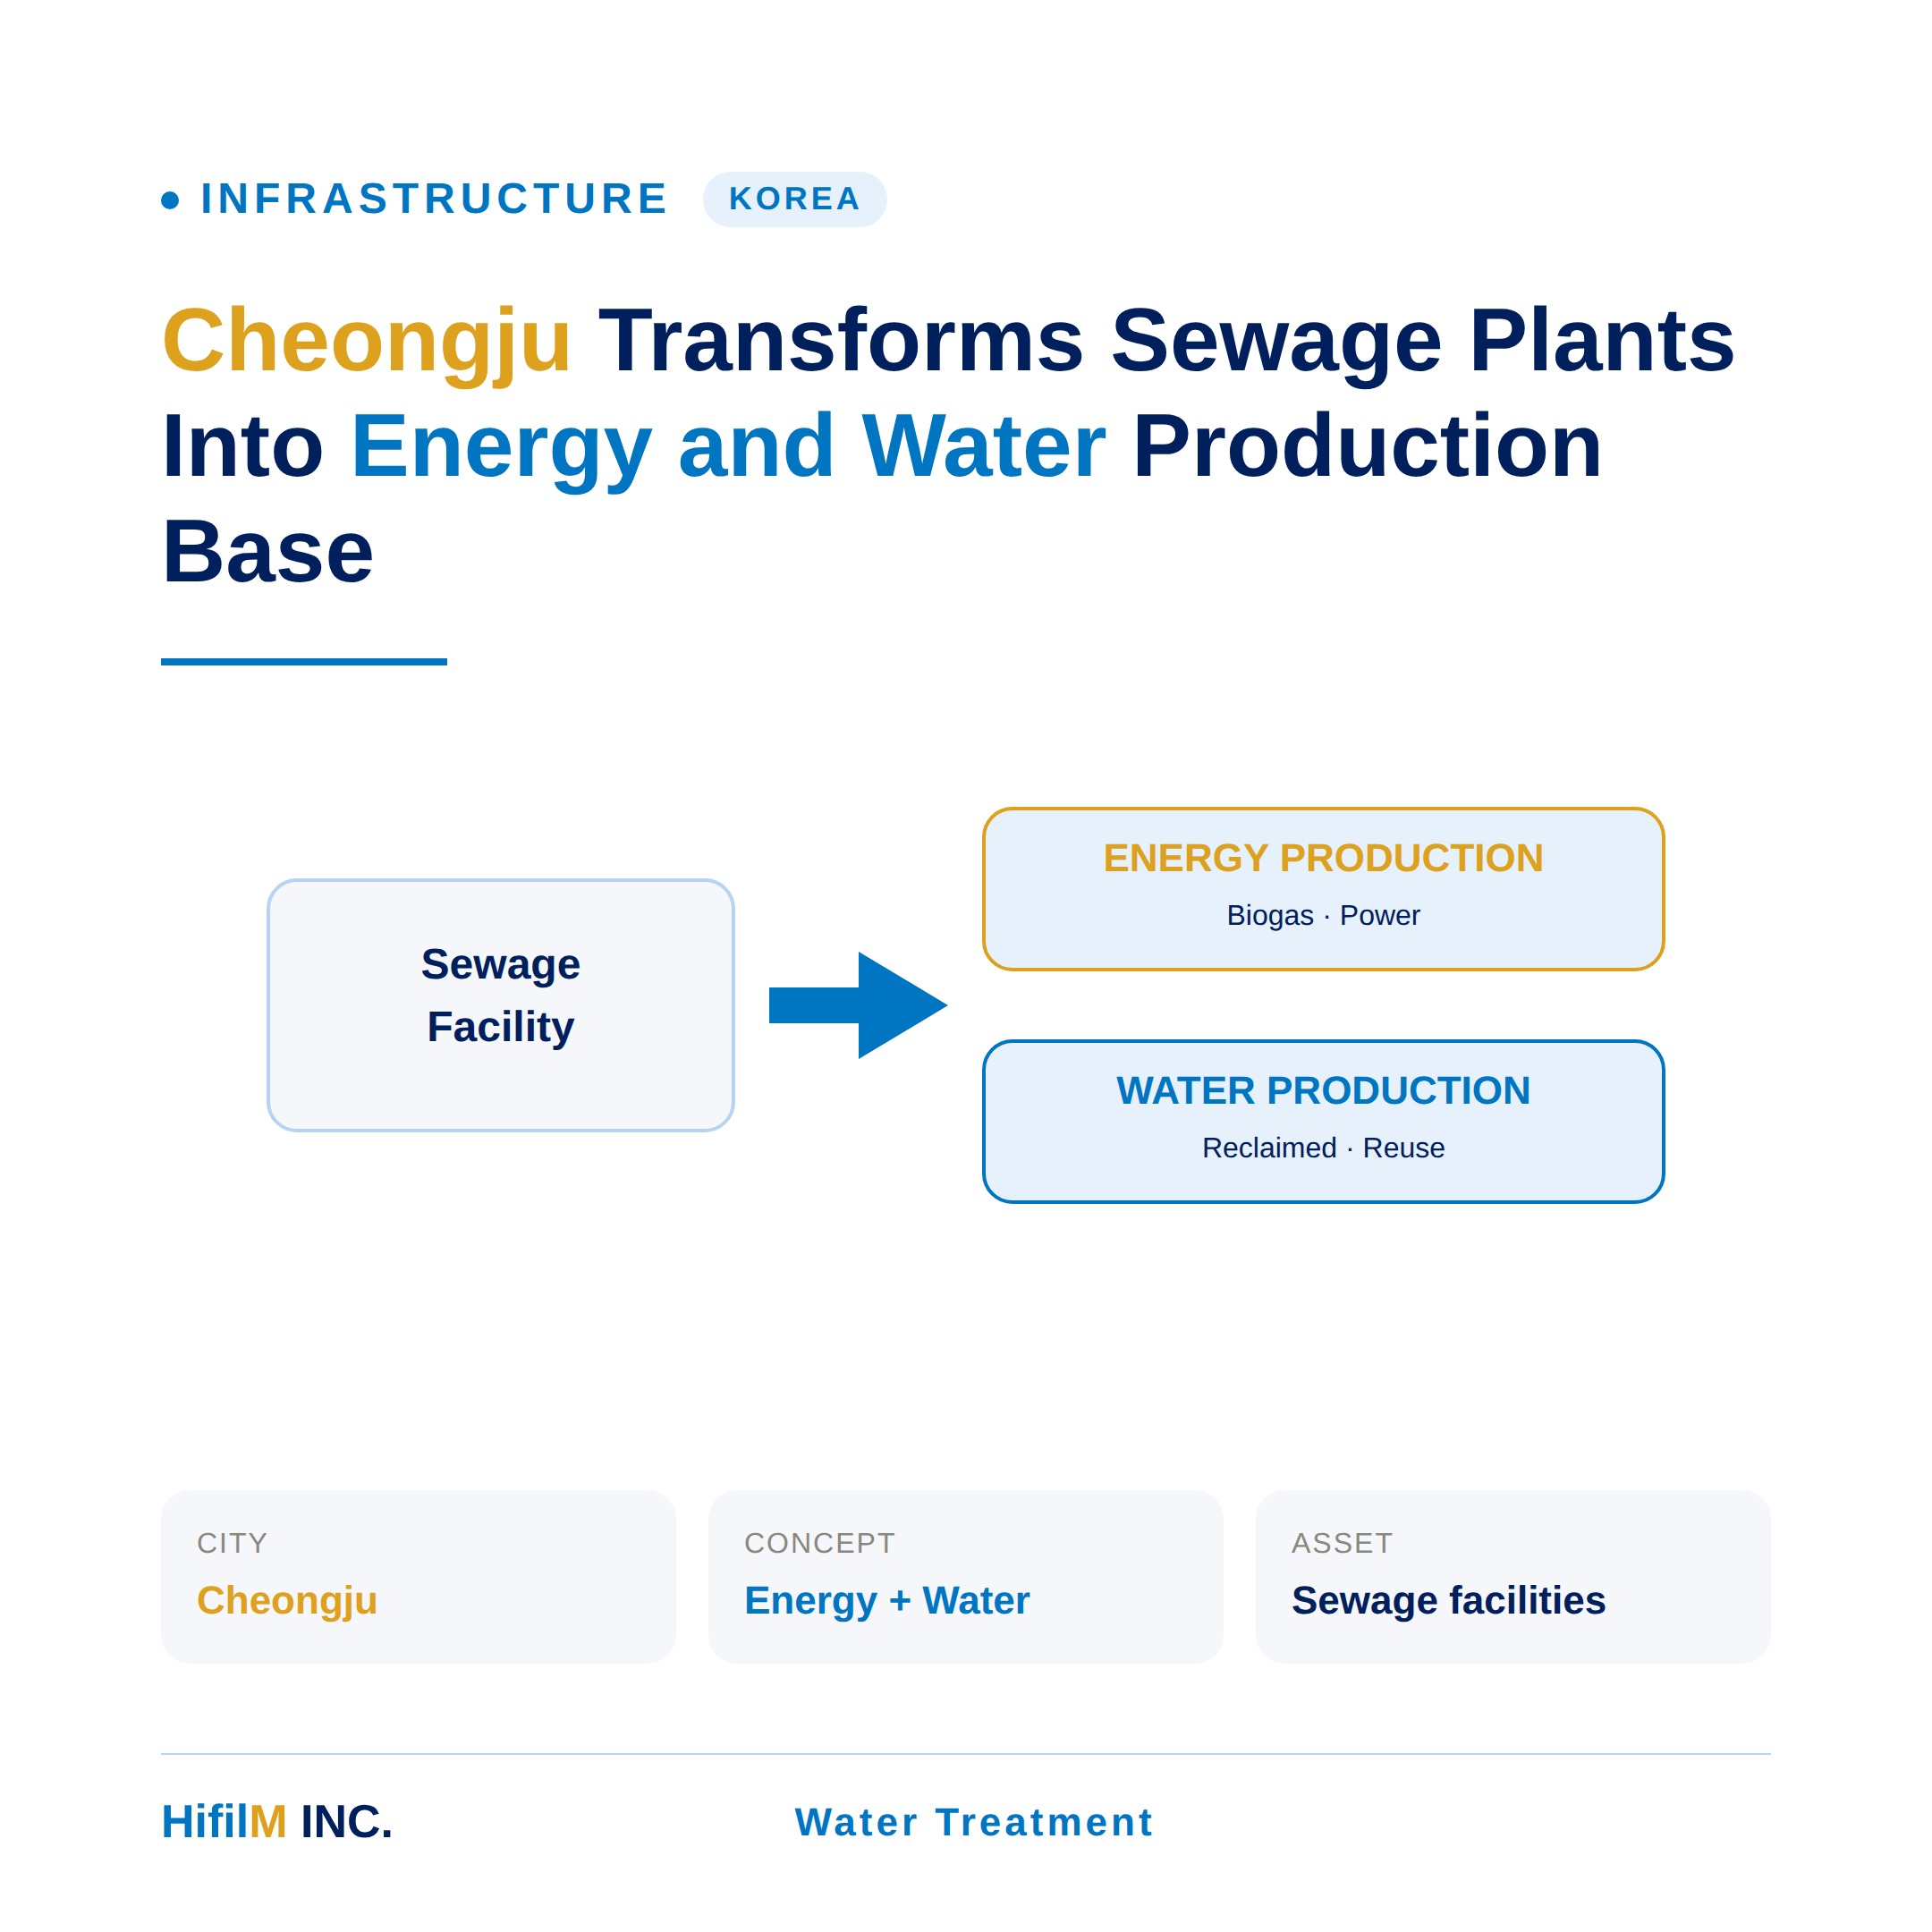 INFRASTRUCTURE KOREA
Cheongju Transforms Sewage Plants
Into Energy and Water Production
Base
Sewage
Facility
ENERGY PRODUCTION
Biogas · Power
WATER PRODUCTION
Reclaimed · Reuse
CITY
Cheongju
CONCEPT
Energy + Water
ASSET
Sewage facilities
HifilM INC.
Water Treatment